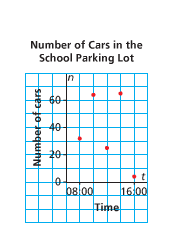 Number of Cars in the
School Parking Lot
n
Number of cars
60
40
20
0
t
08:00
16:00
Time